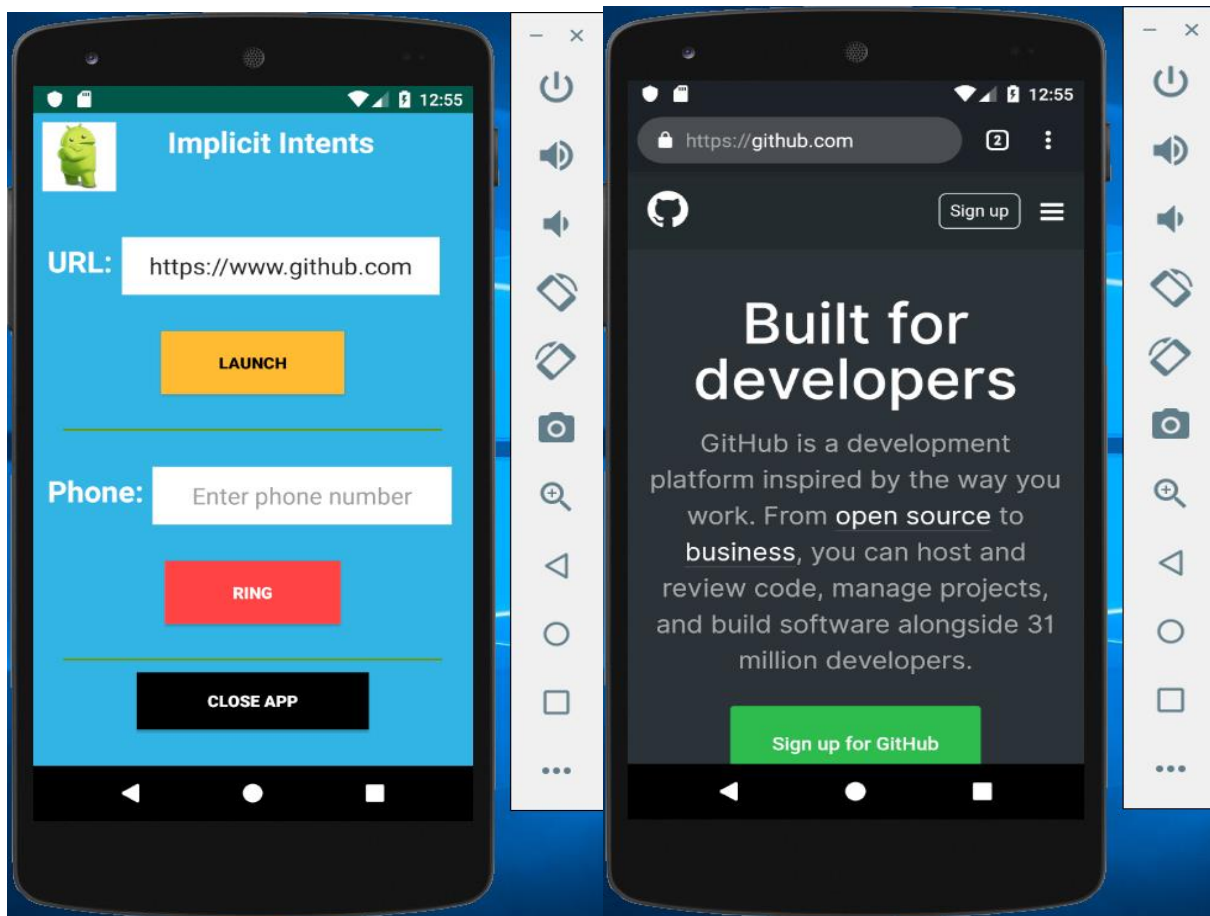 12:55
Implicit Intents
URL:
https://www.github.com
LAUNCH
Phone:
Enter phone number
RING
CLOSE APP
12:55
https://github.com
2
Sign up
Built for
developers
GitHub is a development
platform inspired by the way you
work. From open source to
business, you can host and
review code, manage projects,
and build software alongside 31
million developers.
Sign up for GitHub